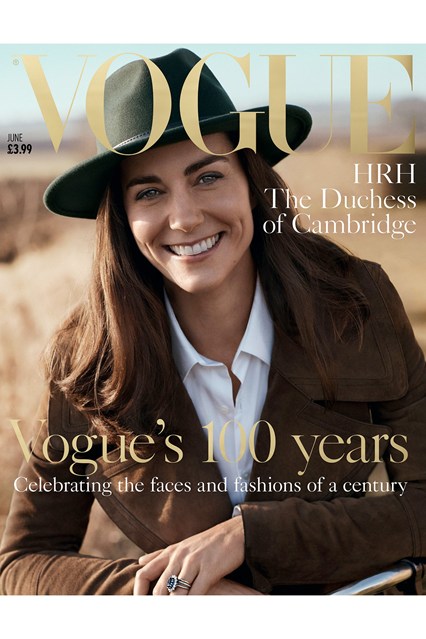 VOGUE
JUNE
£3.99
HRH
The Duchess
of Cambridge
Vogue's 100 years
Celebrating the faces and fashions of a century